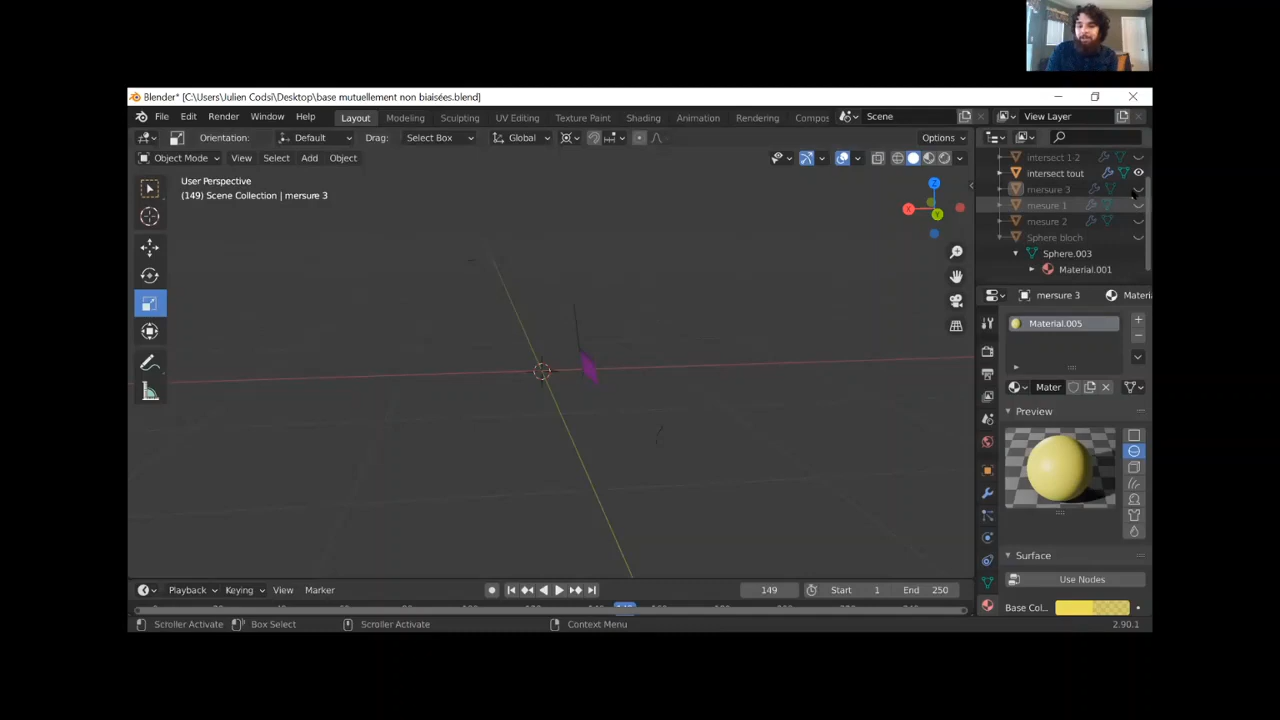 Blender* [C:\Users\Julien Codsi\Desktop\base mutuellement non biaisées.blend]
File Edit Render Window Help Layout Modeling Sculpting UV Editing Texture Paint Shading Animation Rendering Compos Scene View Layer
Orientation: Default Drag: Select Box Global Options
Object Mode View Select Add Object
User Perspective
(149) Scene Collection | mersure 3
Z
X
Y
intersect 1-2
intersect tout
mersure 3
mesure 1
mesure 2
Sphere bloch
Sphere.003
Material.001
mersure 3 Materi
Material.005
Mater
Preview
Surface
Use Nodes
Base Col...
Playback Keying View Marker 149 Start 1 End 250
Scroller Activate Box Select Scroller Activate Context Menu 2.90.1